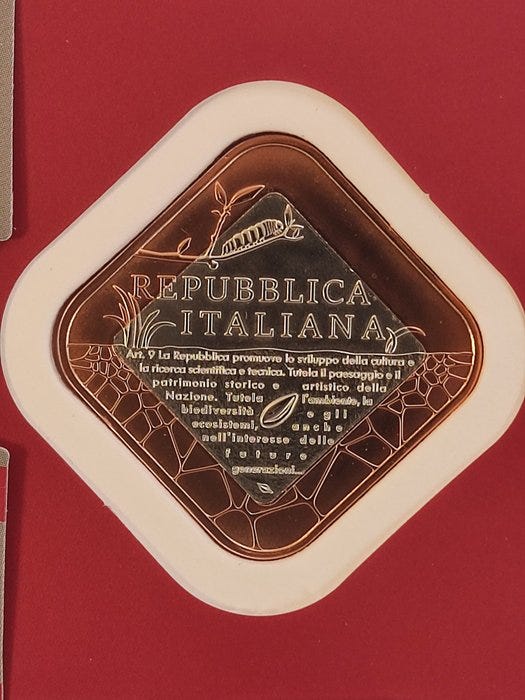 REPUBBLICA
ITALIANA
Art. 9 La Repubblica promuove lo sviluppo della cultura e
la ricerca scientifica e tecnica. Tutela il paesaggio e il
patrimonio storico e artistico della
Nazione. Tutela l'ambiente, la
biodiversità e gli
ecosistemi, anche
nell'interesse delle
future
generazioni...